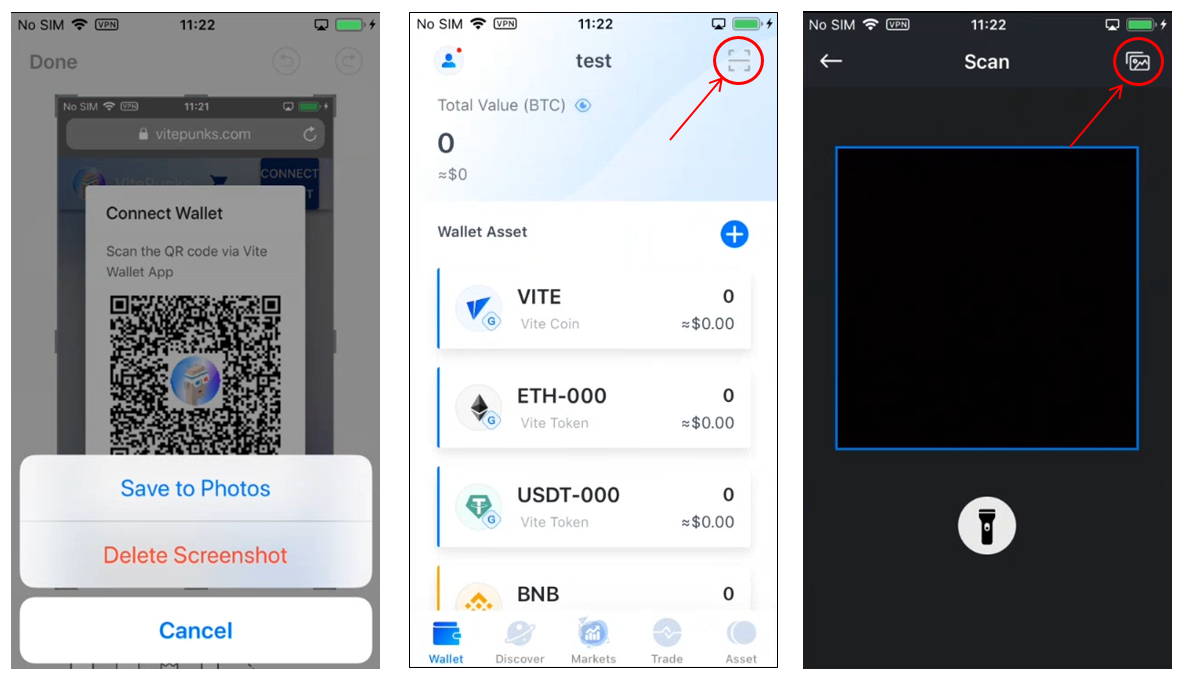 No SIM VPN 11:22
Done
No SIM VPN 11:21
vitepunks.com
VitePunks
CONNECT
T
Connect Wallet
Scan the QR code via Vite
Wallet App
Save to Photos
Delete Screenshot
Cancel
No SIM VPN 11:22
test
Total Value (BTC)
0
≈$0
Wallet Asset
VITE 0
G Vite Coin ≈$0.00
ETH-000 0
G Vite Token ≈$0.00
USDT-000 0
G Vite Token ≈$0.00
BNB 0
Wallet Discover Markets Trade Asset
No SIM VPN 11:22
Scan